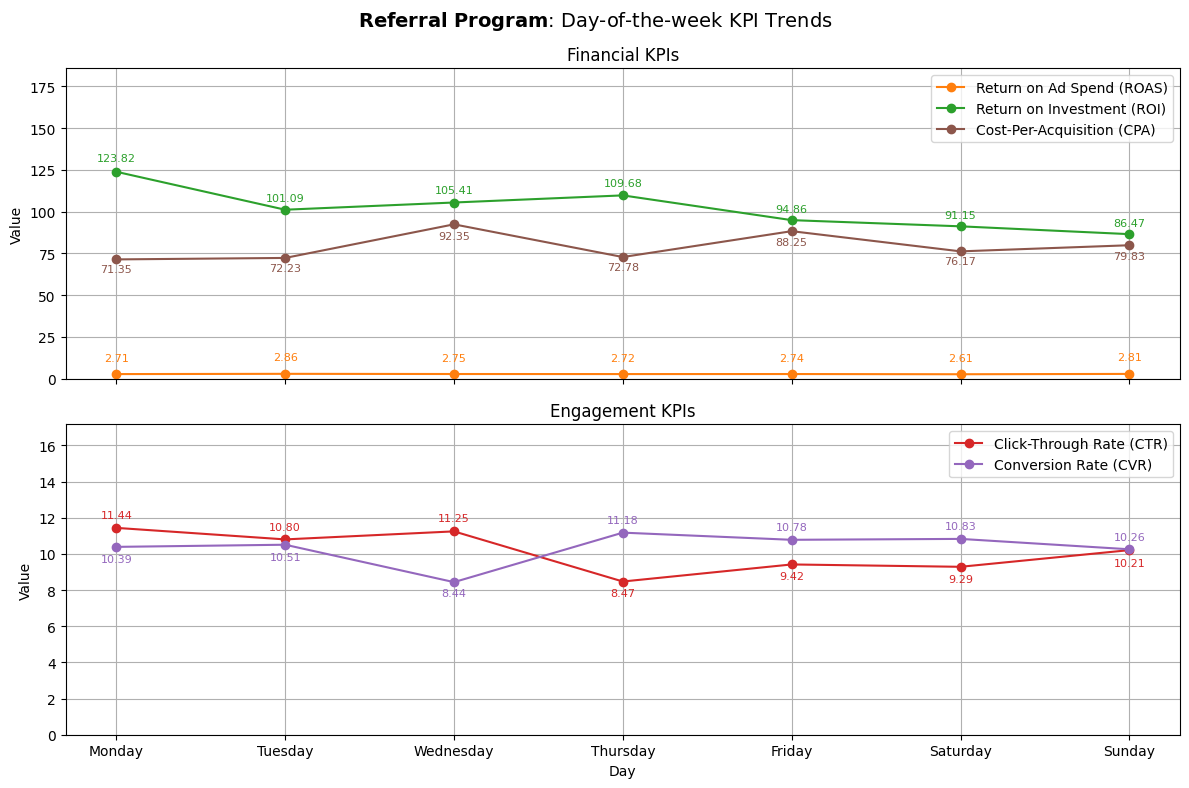 Referral Program: Day-of-the-week KPI Trends
Financial KPIs
Value
175
150
125
100
75
50
25
0
Return on Ad Spend (ROAS)
Return on Investment (ROI)
Cost-Per-Acquisition (CPA)
123.82
101.09
105.41
109.68
94.86
91.15
86.47
71.35
72.23
92.35
72.78
88.25
76.17
79.83
2.71
2.86
2.75
2.72
2.74
2.61
2.81
Engagement KPIs
Value
16
14
12
10
8
6
4
2
0
Click-Through Rate (CTR)
Conversion Rate (CVR)
11.44
10.80
11.25
8.47
9.42
9.29
10.21
10.39
10.51
8.44
11.18
10.78
10.83
10.26
Monday
Tuesday
Wednesday
Thursday
Friday
Saturday
Sunday
Day